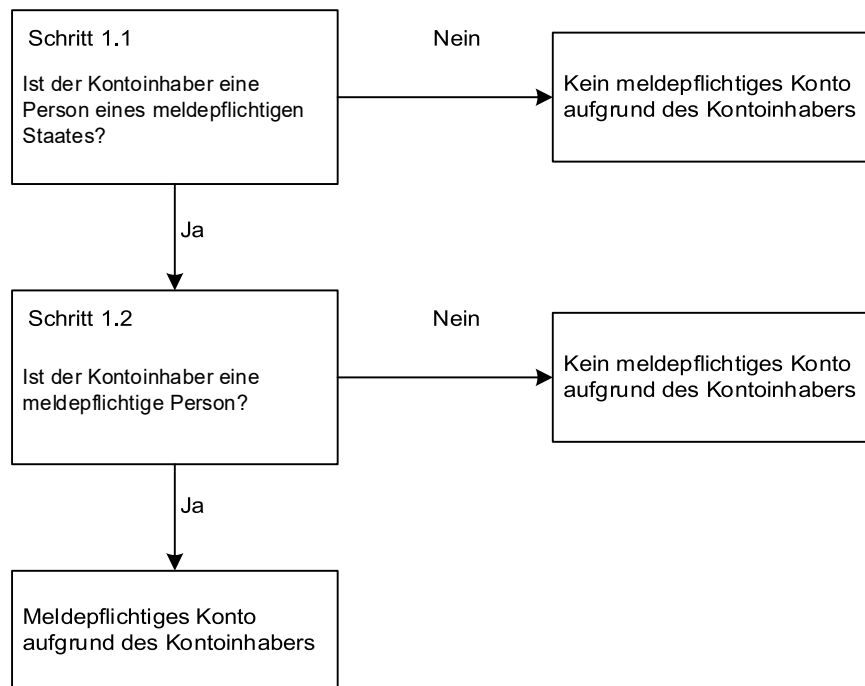 Schritt 1.1
Ist der Kontoinhaber eine
Person eines meldepflichtigen
Staates?
Nein
Kein meldepflichtiges Konto
aufgrund des Kontoinhabers
Ja
Schritt 1.2
Ist der Kontoinhaber eine
meldepflichtige Person?
Nein
Kein meldepflichtiges Konto
aufgrund des Kontoinhabers
Ja
Meldepflichtiges Konto
aufgrund des Kontoinhabers